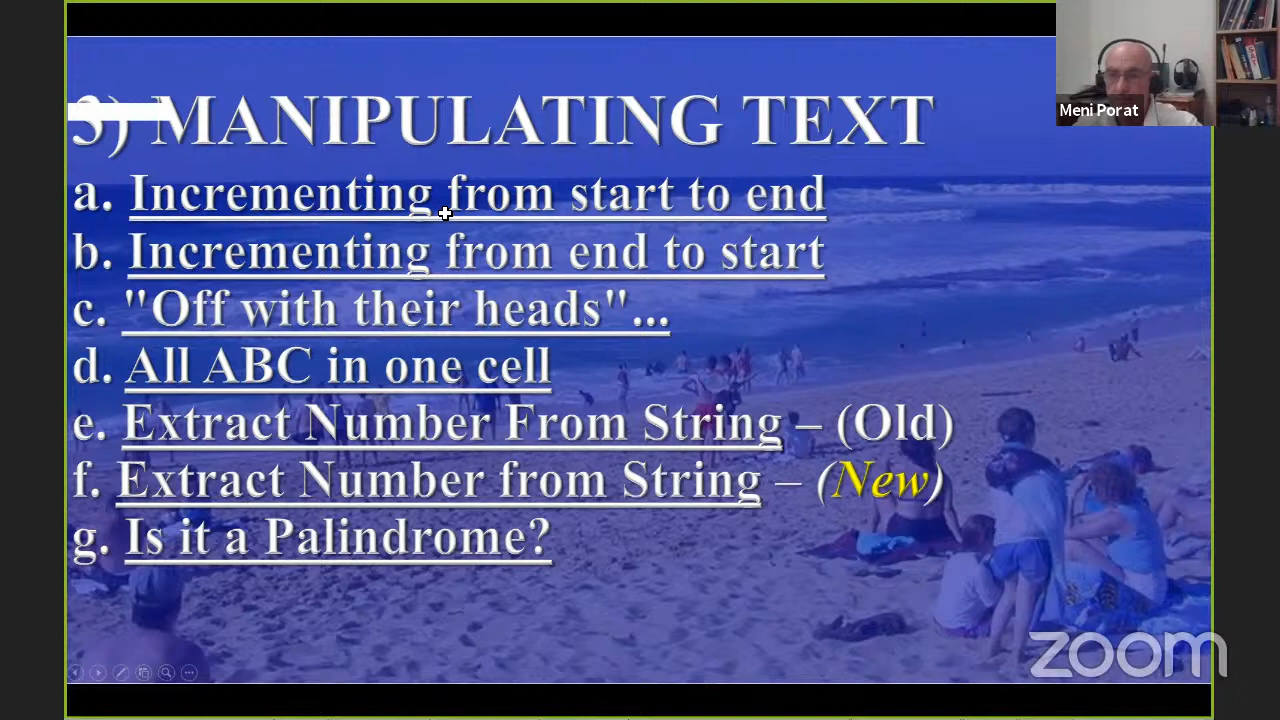 3) MANIPULATING TEXT
a. Incrementing from start to end
b. Incrementing from end to start
c. "Off with their heads"...
d. All ABC in one cell
e. Extract Number From String – (Old)
f. Extract Number from String – (New)
g. Is it a Palindrome?
Meni Porat
zoom